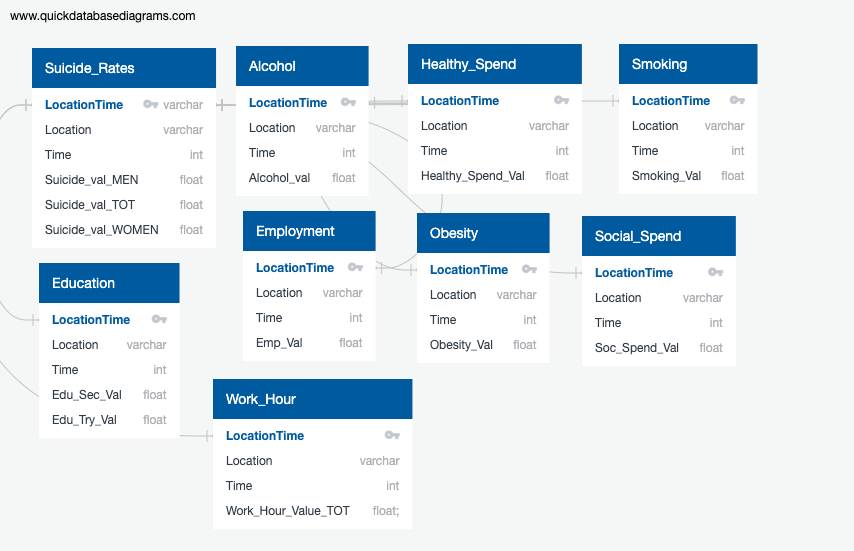 www.quickdatabasediagrams.com
Suicide_Rates
LocationTime varchar
Location varchar
Time int
Suicide_val_MEN float
Suicide_val_TOT float
Suicide_val_WOMEN float
Alcohol
LocationTime
Location varchar
Time int
Alcohol_val float
Healthy_Spend
LocationTime
Location varchar
Time int
Healthy_Spend_Val float
Smoking
LocationTime
Location varchar
Time int
Smoking_Val float
Employment
LocationTime
Location varchar
Time int
Emp_Val float
Obesity
LocationTime
Location varchar
Time int
Obesity_Val float
Social_Spend
LocationTime
Location varchar
Time int
Soc_Spend_Val float
Education
LocationTime
Location varchar
Time int
Edu_Sec_Val float
Edu_Try_Val float
Work_Hour
LocationTime
Location varchar
Time int
Work_Hour_Value_TOT float;